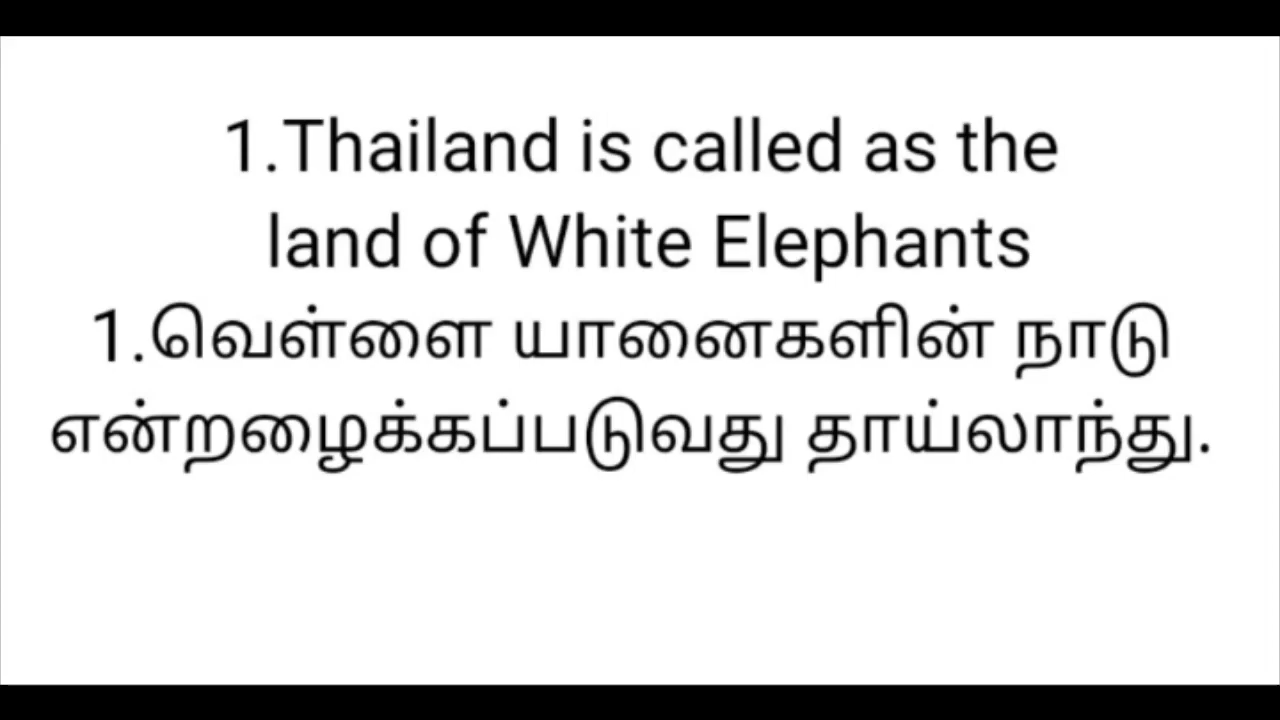 1.Thailand is called as the
land of White Elephants
1.வெள்ளை யானைகளின் நாடு
என்றழைக்கப்படுவது தாய்லாந்து.